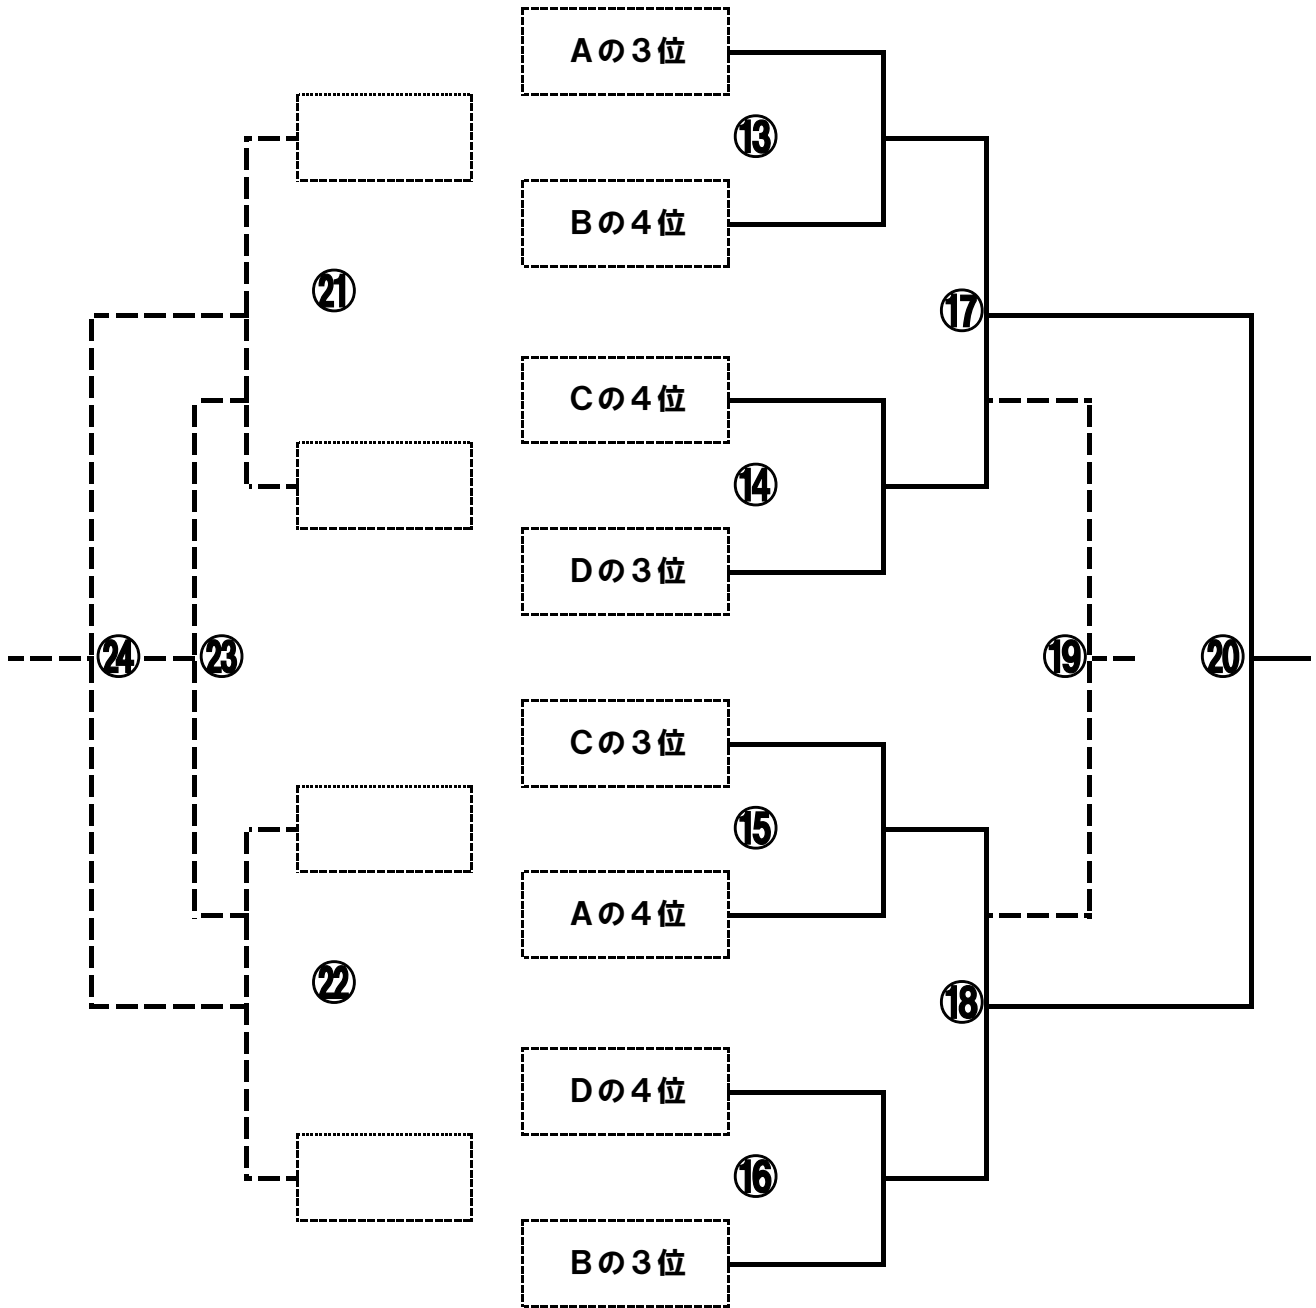 Aの３位
⑬
Bの４位
㉑
⑰
Cの４位
⑭
Dの３位
㉔
㉓
⑲
⑳
Cの３位
⑮
Aの４位
㉒
⑱
Dの４位
⑯
Bの３位